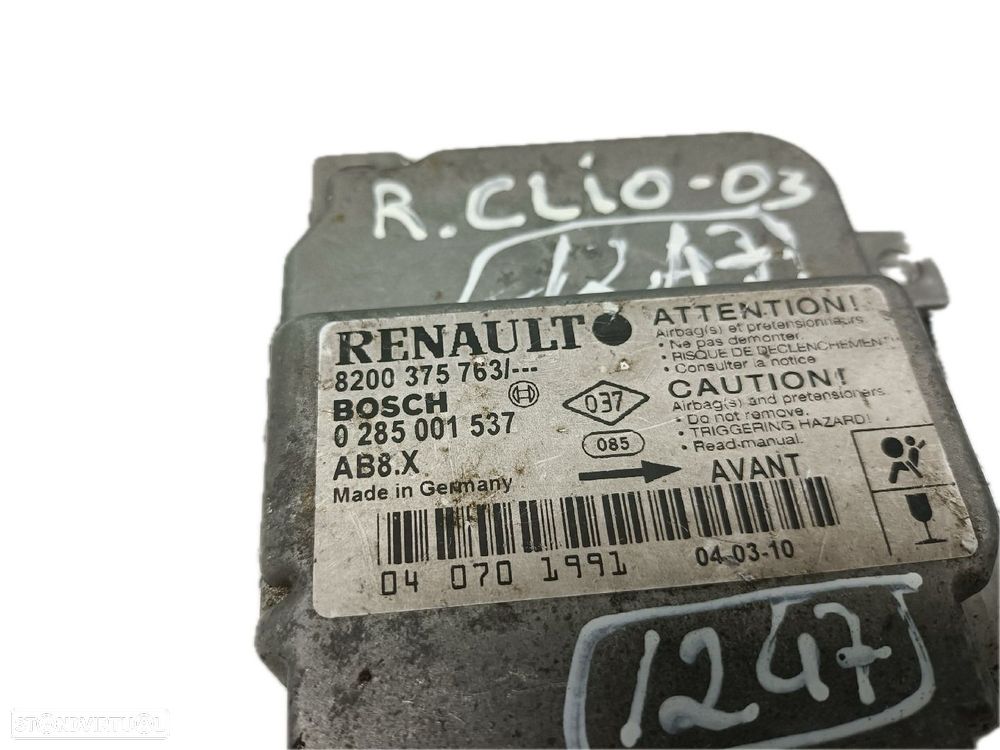 R. CLiO-03
1247
RENAULT
8200 375 763/---
BOSCH
0 285 001 537
AB8.X
Made in Germany
037
085
AVANT
ATTENTION!
Airbag(s) et pretensionneurs
• Ne pas demonter
• RISQUE DE DECLENCHEMENT!
• Consulter la notice
CAUTION!
Airbag(s) and pretensioners
• Do not remove.
• TRIGGERING HAZARD!
• Read-manual.
04 070 1991
04-03-10
1247
STANDVIRTUAL